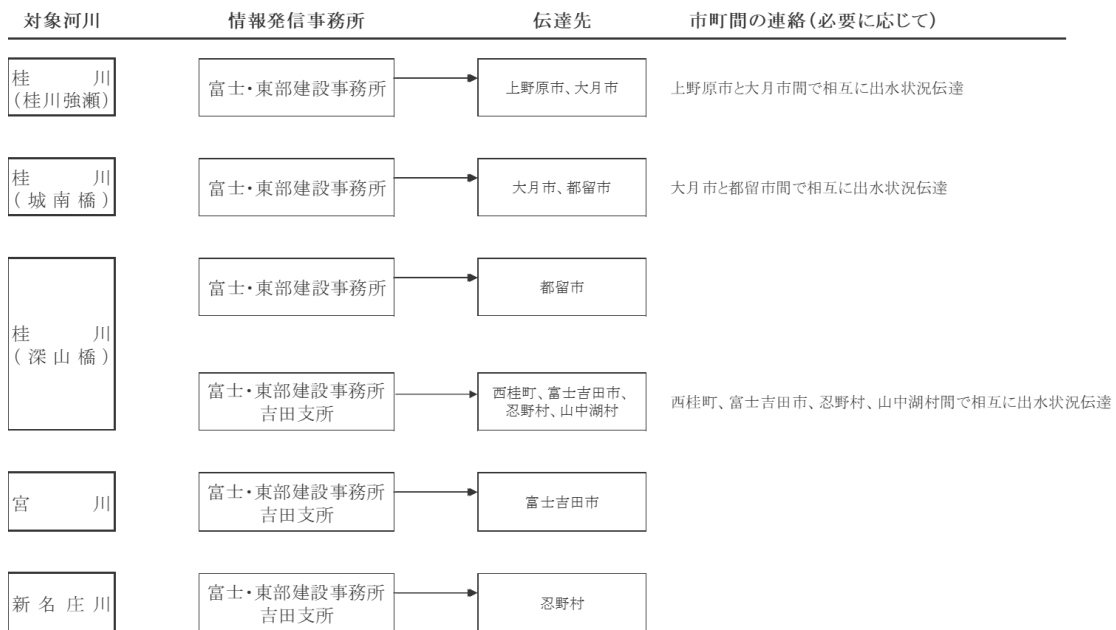 対象河川 情報発信事務所 伝達先 市町間の連絡(必要に応じて)
桂 川
(桂川強瀬)
富士・東部建設事務所
上野原市、大月市
上野原市と大月市間で相互に出水状況伝達
桂 川
(城南橋)
富士・東部建設事務所
大月市、都留市
大月市と都留市間で相互に出水状況伝達
桂 川
(深山橋)
富士・東部建設事務所
都留市
富士・東部建設事務所
吉田支所
西桂町、富士吉田市、
忍野村、山中湖村
西桂町、富士吉田市、忍野村、山中湖村間で相互に出水状況伝達
宮 川
富士・東部建設事務所
吉田支所
富士吉田市
新名庄川
富士・東部建設事務所
吉田支所
忍野村